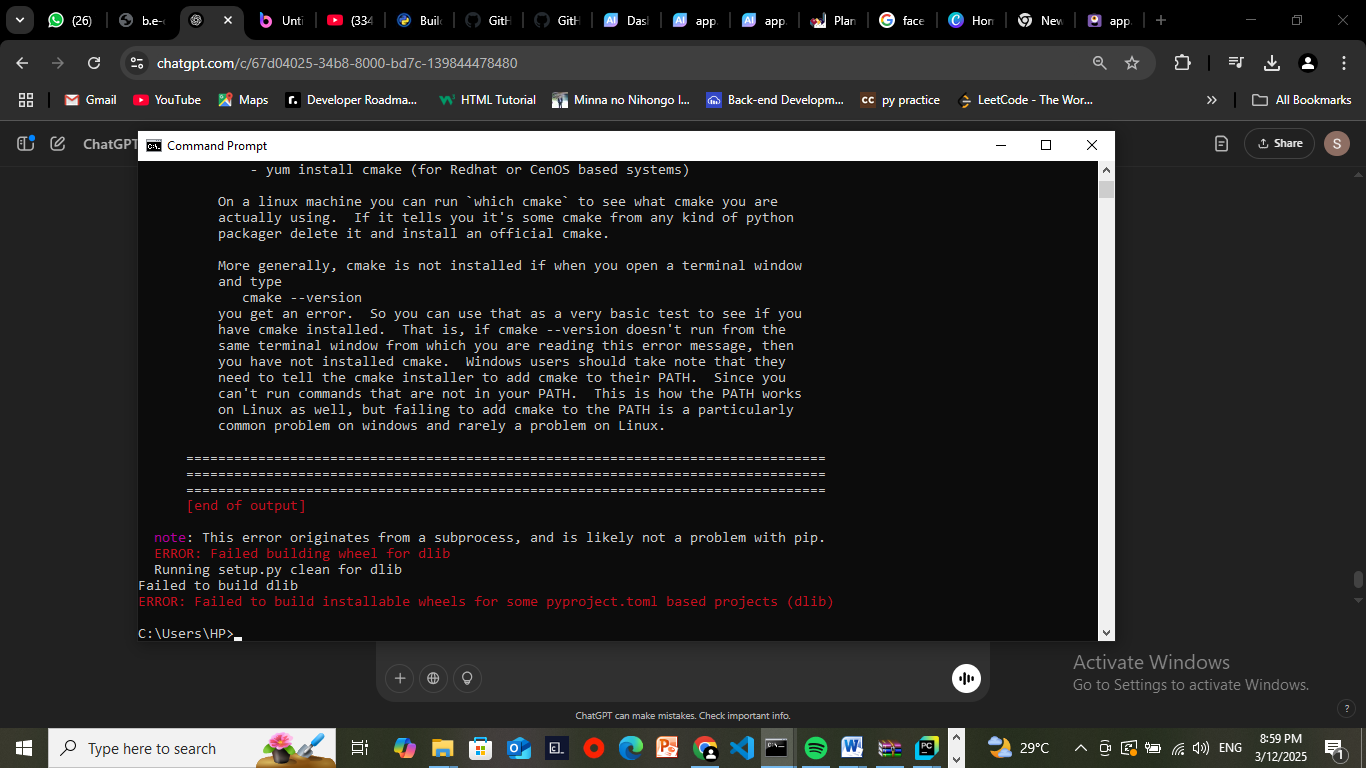 (26)
b.e-
Unti
(334
Buil
GitH
GitH
Das
app.
app.
Plan
face
Hon
New
app.
chatgpt.com/c/67d04025-34b8-8000-bd7c-139844478480
Gmail
YouTube
Maps
Developer Roadma...
HTML Tutorial
Minna no Nihongo I...
Back-end Developm...
py practice
LeetCode - The Wor...
All Bookmarks
ChatGPT
Share
S
Command Prompt
- yum install cmake (for Redhat or CenOS based systems)
On a linux machine you can run `which cmake` to see what cmake you are
actually using.  If it tells you it's some cmake from any kind of python
packager delete it and install an official cmake.
More generally, cmake is not installed if when you open a terminal window
and type
cmake --version
you get an error.  So you can use that as a very basic test to see if you
have cmake installed.  That is, if cmake --version doesn't run from the
same terminal window from which you are reading this error message, then
you have not installed cmake.  Windows users should take note that they
need to tell the cmake installer to add cmake to their PATH.  Since you
can't run commands that are not in your PATH.  This is how the PATH works
on Linux as well, but failing to add cmake to the PATH is a particularly
common problem on windows and rarely a problem on Linux.
================================================================================
================================================================================
================================================================================
[end of output]
note: This error originates from a subprocess, and is likely not a problem with pip.
ERROR: Failed building wheel for dlib
Running setup.py clean for dlib
Failed to build dlib
ERROR: Failed to build installable wheels for some pyproject.toml based projects (dlib)
C:\Users\HP>
Activate Windows
Go to Settings to activate Windows.
ChatGPT can make mistakes. Check important info.
?
Type here to search
29°C
ENG
8:59 PM
3/12/2025
1